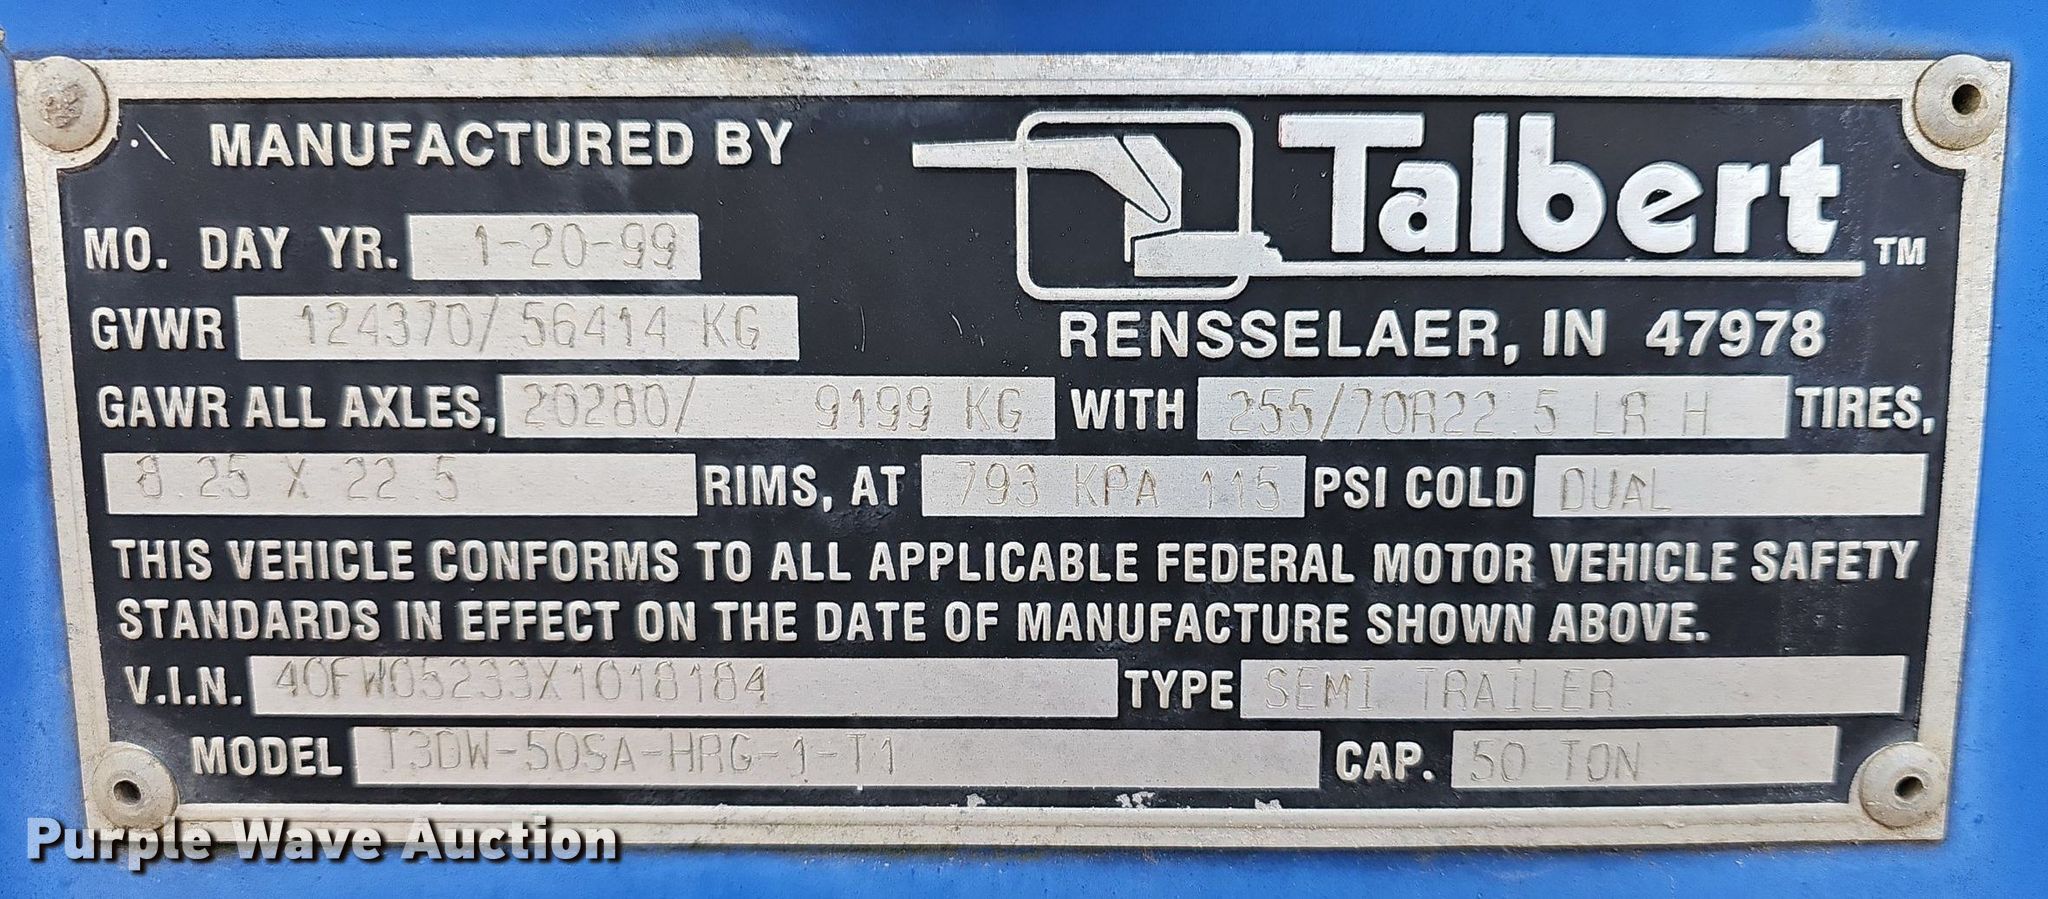 MANUFACTURED BY Talbert TM
MO. DAY YR. 1-20-99
RENSSELAER, IN 47978
GVWR 124370/ 56414 KG
GAWR ALL AXLES, 20280/ 9199 KG WITH 255/70R22.5 LR H TIRES,
8.25 X 22.5 RIMS, AT 793 KPA 115 PSI COLD DUAL
THIS VEHICLE CONFORMS TO ALL APPLICABLE FEDERAL MOTOR VEHICLE SAFETY
STANDARDS IN EFFECT ON THE DATE OF MANUFACTURE SHOWN ABOVE.
V.I.N. 40FW05233X1018184 TYPE SEMI TRAILER
MODEL T3DW-50SA-HRG-1-T1 CAP. 50 TON
Purple Wave Auction